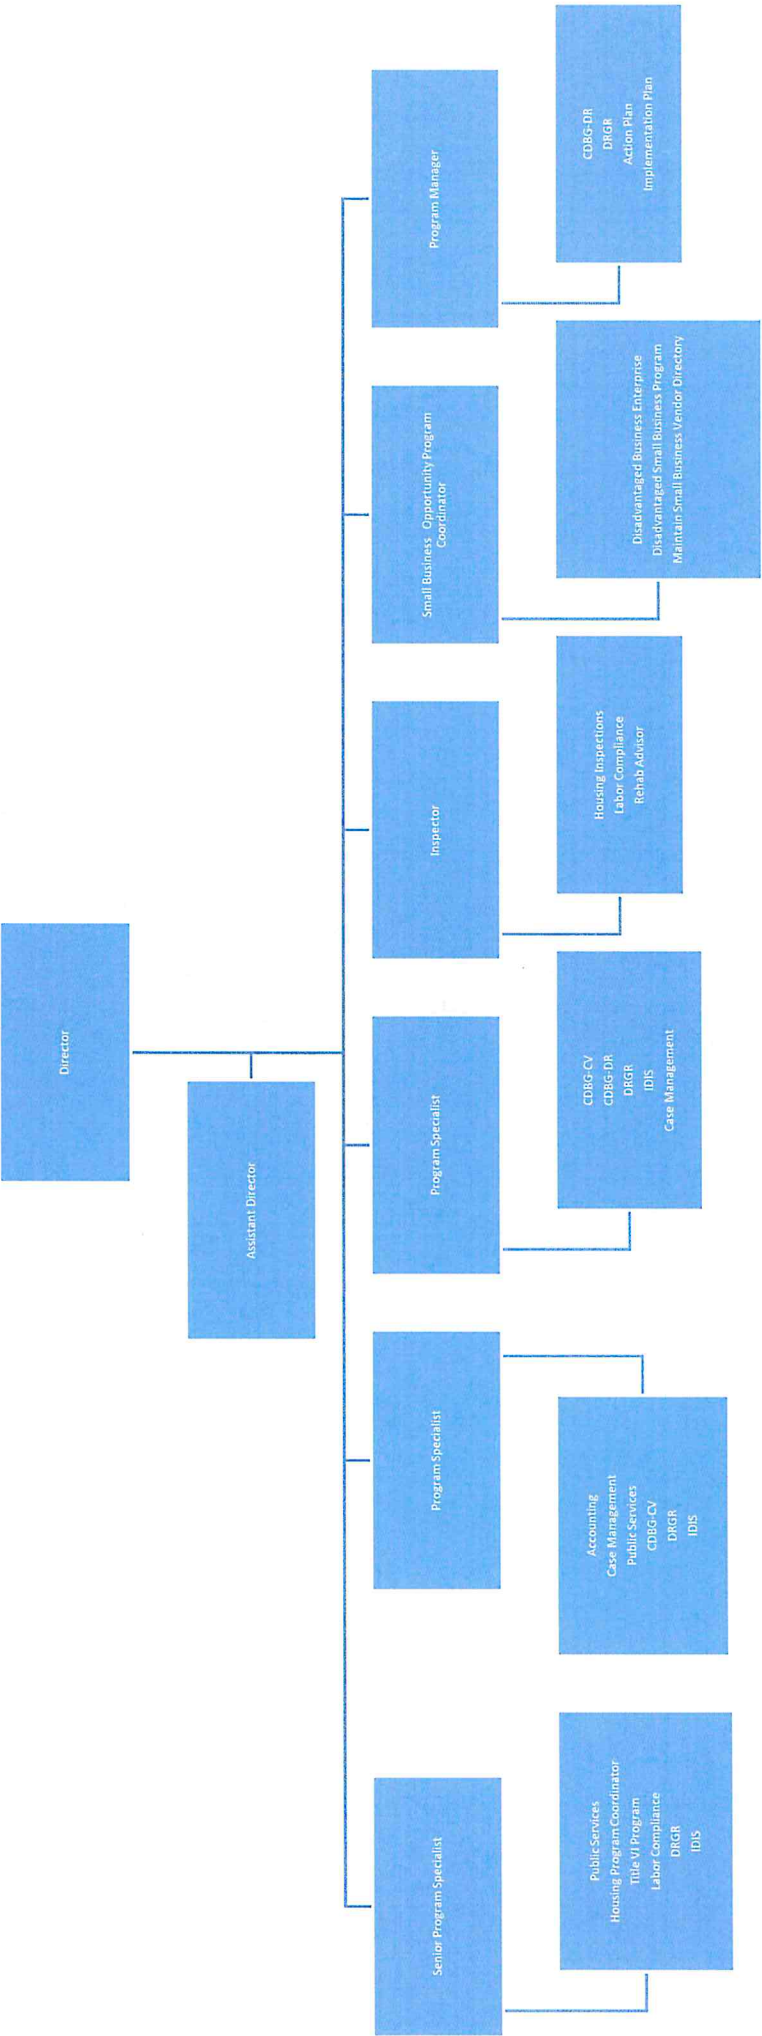 Director
Assistant Director
Senior Program Specialist
Public Services
Housing Program Coordinator
Title VI Program
Labor Compliance
DRGR
IDIS
Program Specialist
Accounting
Case Management
Public Services
CDBG-CV
DRGR
IDIS
Program Specialist
CDBG-CV
CDBG-DR
DRGR
IDIS
Case Management
Inspector
Housing Inspections
Labor Compliance
Rehab Advisor
Small Business Opportunity Program
Coordinator
Disadvantaged Business Enterprise
Disadvantaged Small Business Program
Maintain Small Business Vendor Directory
Program Manager
CDBG-DR
DRGR
Action Plan
Implementation Plan